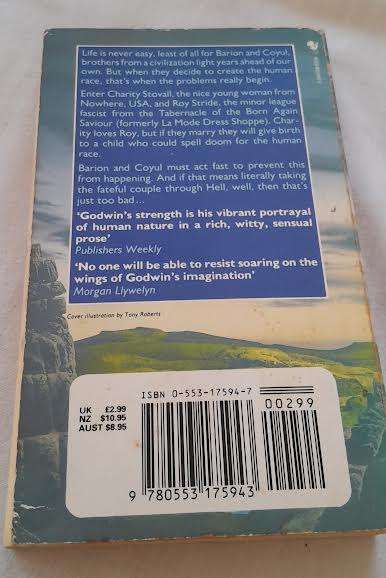 Life is never easy, least of all for Barion and Coyul,
brothers from a civilization light years ahead of our
own. But when they decide to create the human
race, that's when the problems really begin.
Enter Charity Stovall, the nice young woman from
Nowhere, USA, and Roy Stride, the minor league
fascist from the Tabernacle of the Born Again
Saviour (formerly La Mode Dress Shoppe). Char-
ity loves Roy, but if they marry they will give birth
to a child who could spell doom for the human
race.
Barion and Coyul must act fast to prevent this
from happening. And if that means literally taking
the fateful couple through Hell, well, then that's
just too bad...
'Godwin's strength is his vibrant portrayal
of human nature in a rich, witty, sensual
prose'
Publishers Weekly
'No one will be able to resist soaring on the
wings of Godwin's imagination'
Morgan Llywelyn
Cover illustration by Tony Roberts
ISBN 0-553-17594-7
UK £2.99
NZ $10.95
AUST $8.95
00299
9 780553 175943